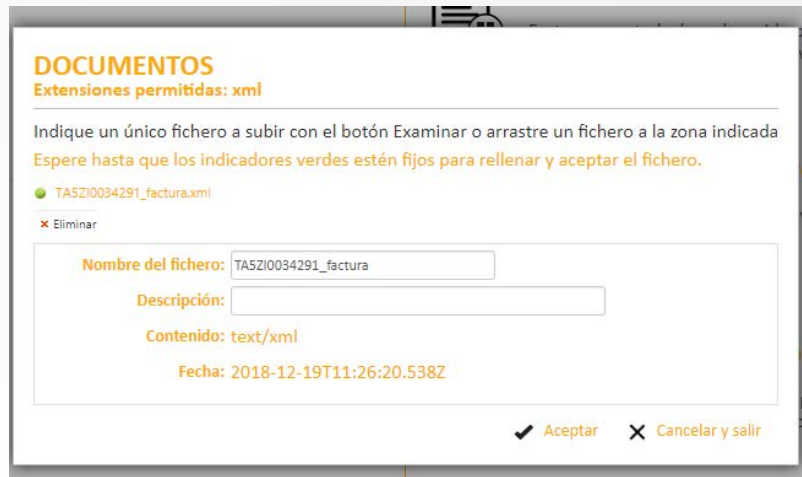 DOCUMENTOS
Extensiones permitidas: xml
Indique un único fichero a subir con el botón Examinar o arrastre un fichero a la zona indicada
Espere hasta que los indicadores verdes estén fijos para rellenar y aceptar el fichero.
TA5ZI0034291_factura.xml
Eliminar
Nombre del fichero: TA5ZI0034291_factura
Descripción:
Contenido: text/xml
Fecha: 2018-12-19T11:26:20.538Z
Aceptar Cancelar y salir